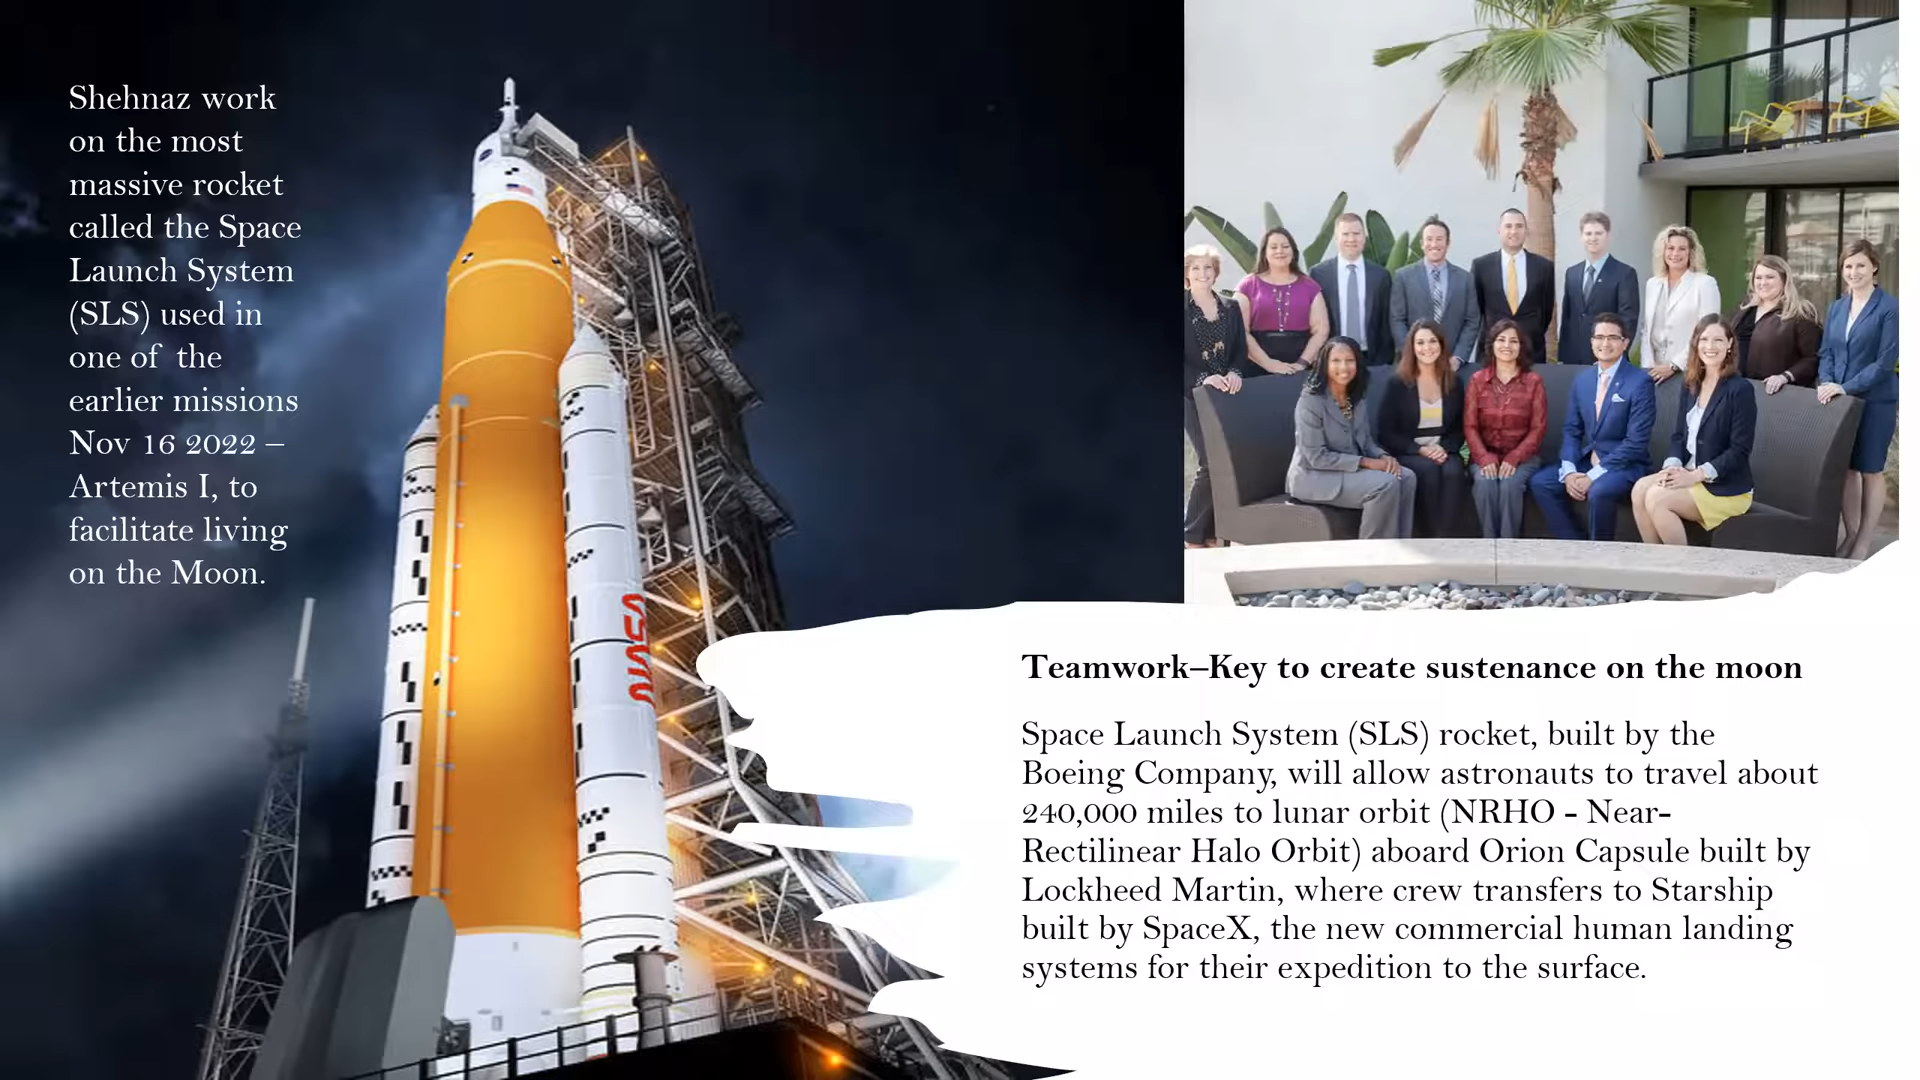 Shehnaz work
on the most
massive rocket
called the Space
Launch System
(SLS) used in
one of  the
earlier missions
Nov 16 2022 –
Artemis I, to
facilitate living
on the Moon.
NASA
Teamwork–Key to create sustenance on the moon
Space Launch System (SLS) rocket, built by the
Boeing Company, will allow astronauts to travel about
240,000 miles to lunar orbit (NRHO - Near-
Rectilinear Halo Orbit) aboard Orion Capsule built by
Lockheed Martin, where crew transfers to Starship
built by SpaceX, the new commercial human landing
systems for their expedition to the surface.